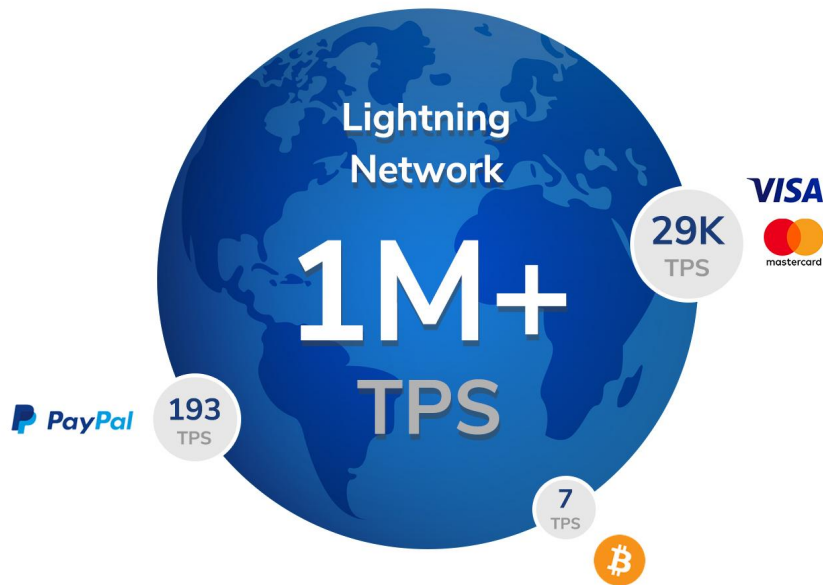 Lightning
Network
1M+
TPS
VISA
29K
TPS
mastercard
PayPal
193
TPS
7
TPS